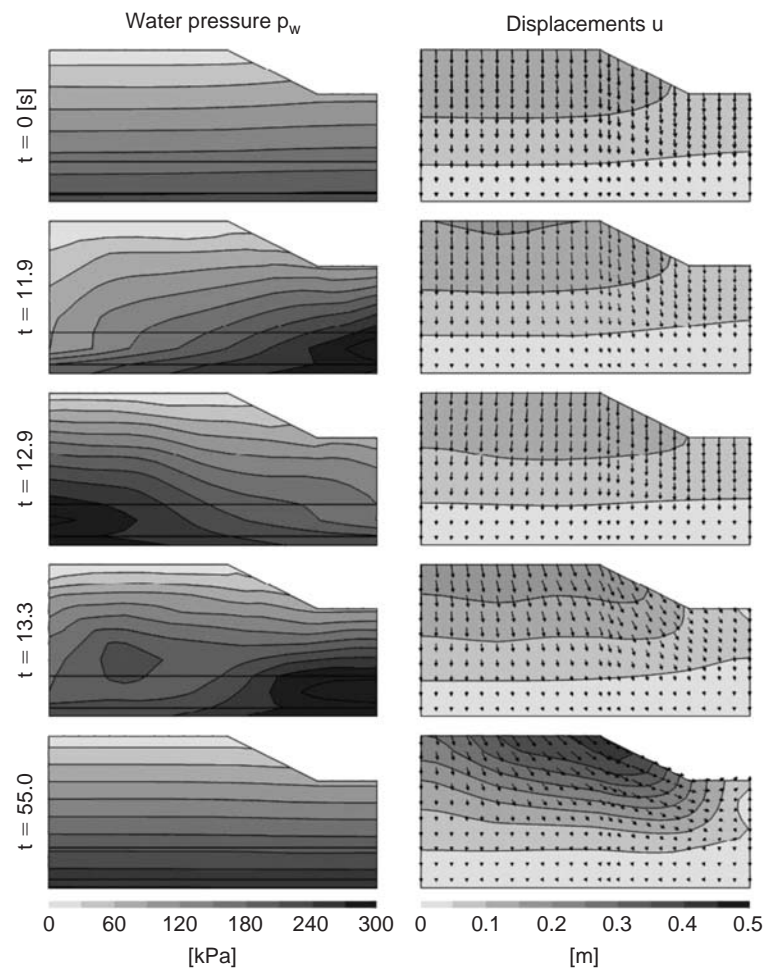 Water pressure p_w
Displacements u
t = 0 [s]
t = 11.9
t = 12.9
t = 13.3
t = 55.0
0 60 120 180 240 300
[kPa]
0 0.1 0.2 0.3 0.4 0.5
[m]